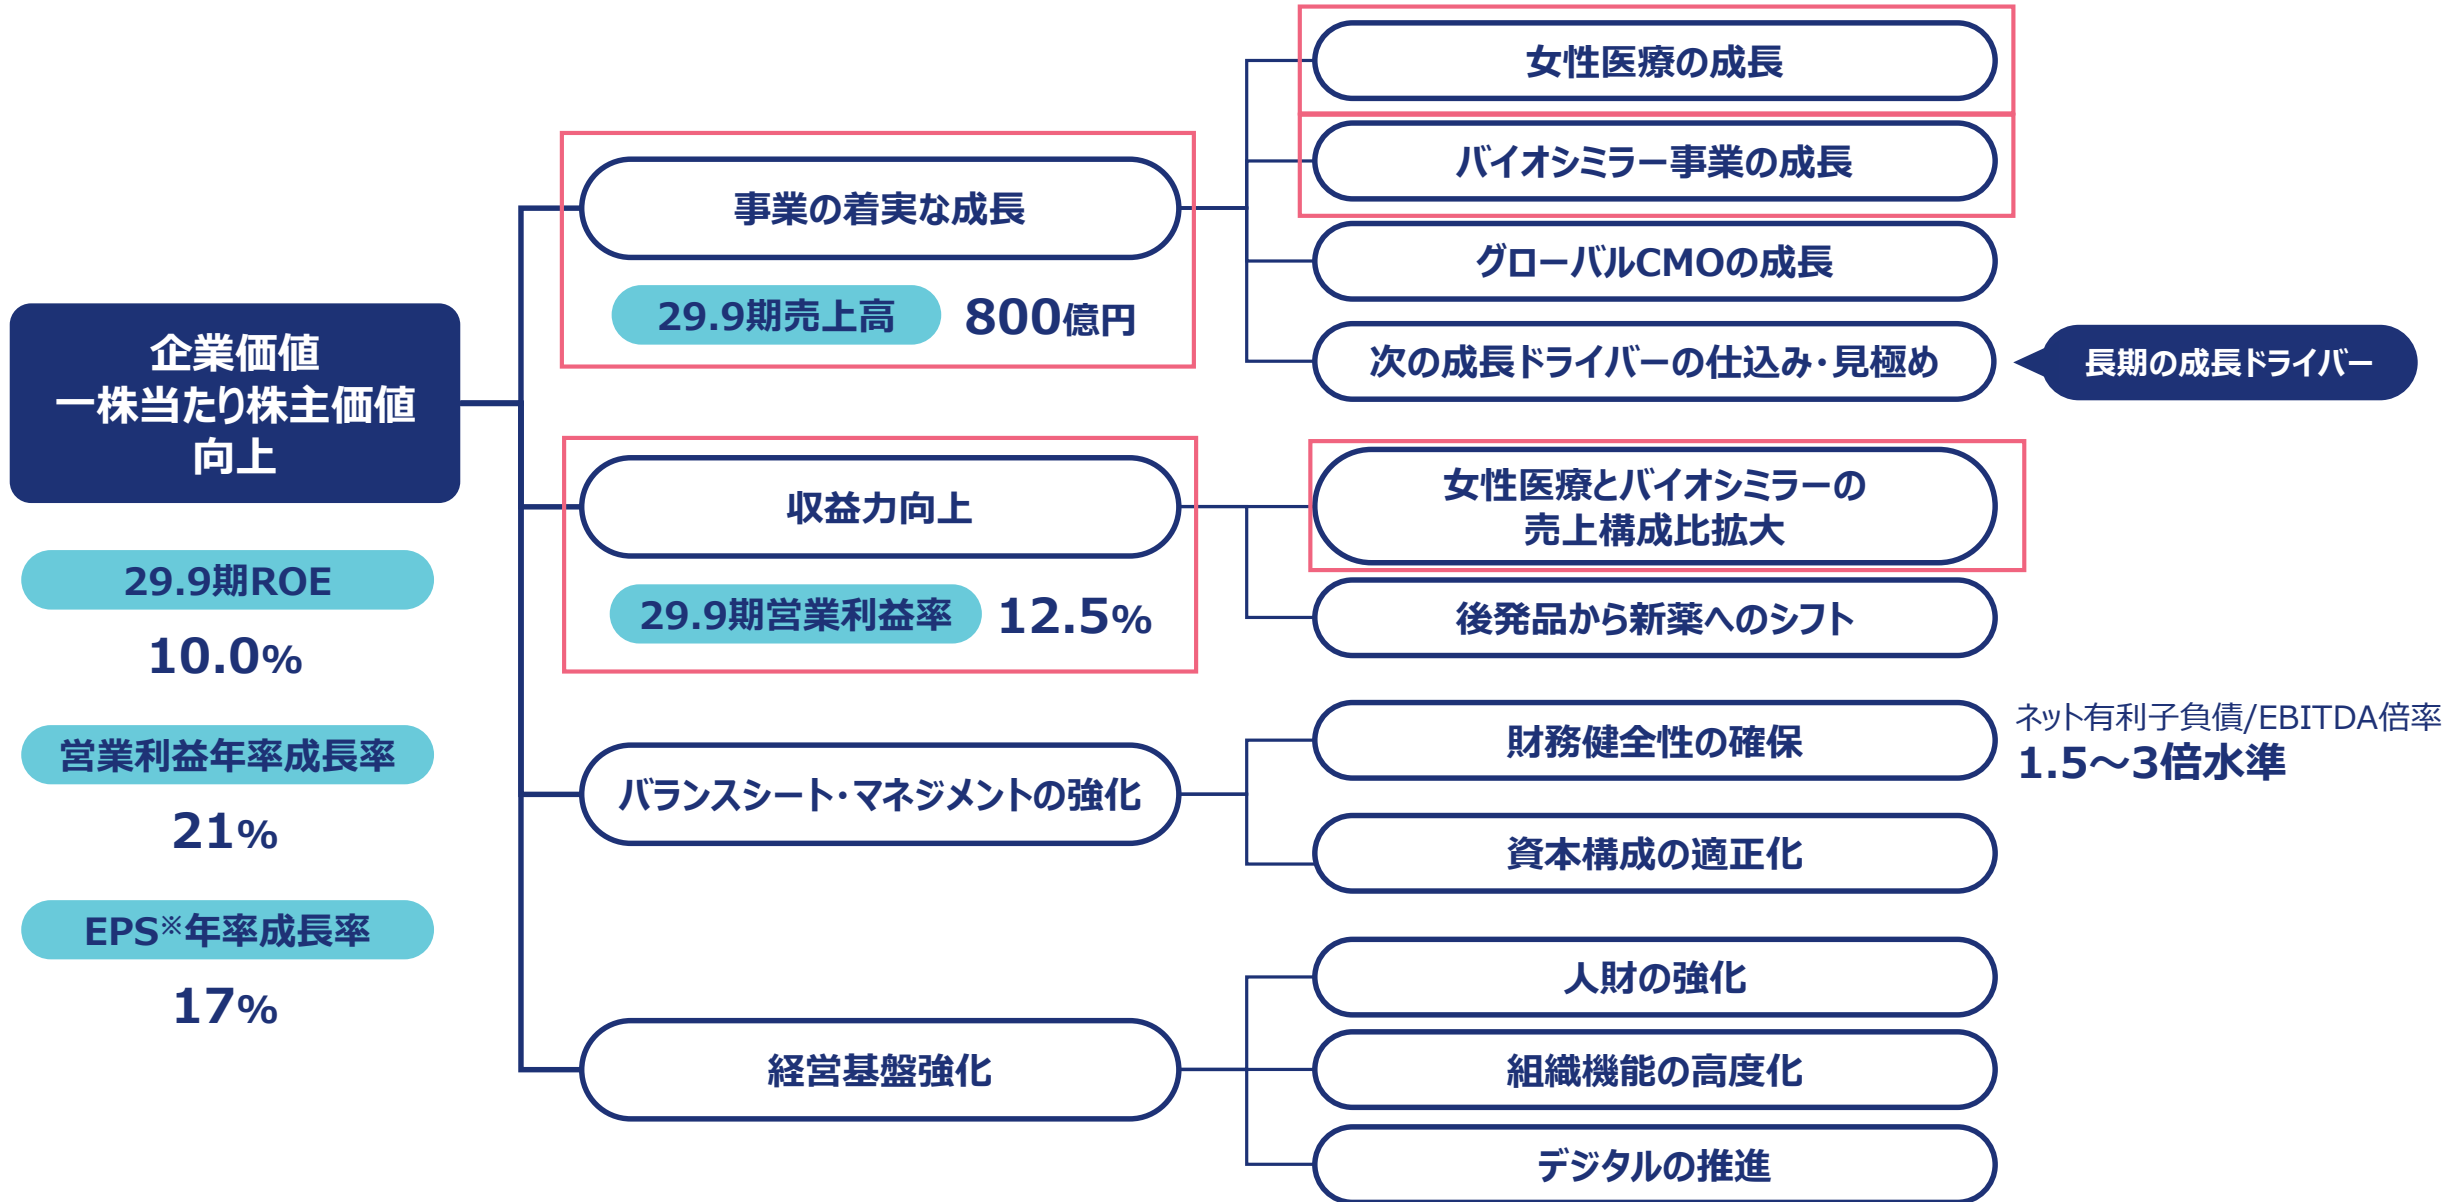 企業価値
一株当たり株主価値
向上
29.9期ROE
10.0%
営業利益年率成長率
21%
EPS※年率成長率
17%
事業の着実な成長
29.9期売上高 800億円
女性医療の成長
バイオシミラー事業の成長
グローバルCMOの成長
次の成長ドライバーの仕込み・見極め
長期の成長ドライバー
収益力向上
29.9期営業利益率 12.5%
女性医療とバイオシミラーの
売上構成比拡大
後発品から新薬へのシフト
バランスシート・マネジメントの強化
財務健全性の確保
ネット有利子負債/EBITDA倍率
1.5～3倍水準
資本構成の適正化
経営基盤強化
人財の強化
組織機能の高度化
デジタルの推進